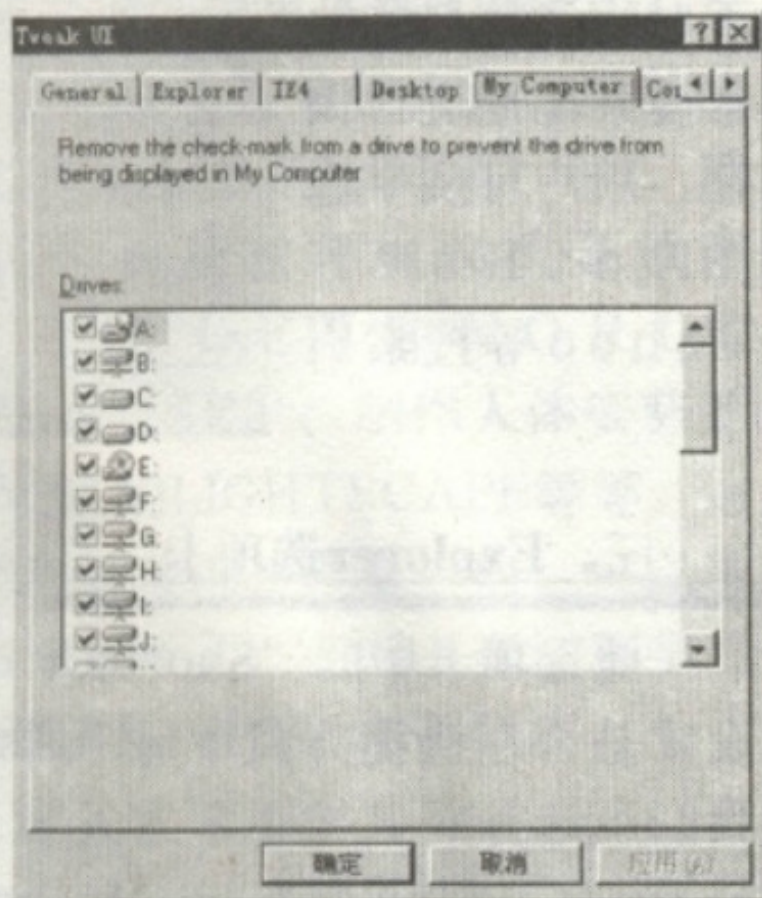 Tweak UI
General Explorer IE4 Desktop My Computer Con
Remove the check-mark from a drive to prevent the drive from
being displayed in My Computer
Drives:
A:
B:
C:
D:
E:
F:
G:
H:
I:
J:
确定 取消 应用(A)